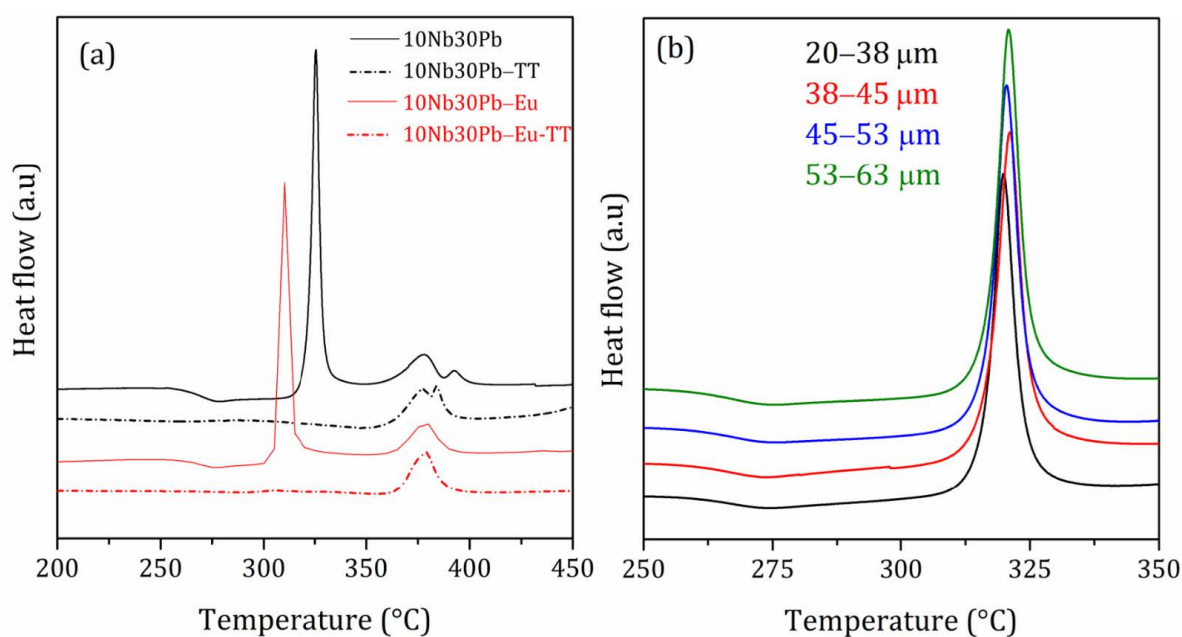 (a)
10Nb30Pb
10Nb30Pb–TT
10Nb30Pb–Eu
10Nb30Pb–Eu-TT
Heat flow (a.u)
200 250 300 350 400 450
Temperature (°C)
(b)
20–38 μm
38–45 μm
45–53 μm
53–63 μm
Heat flow (a.u)
250 275 300 325 350
Temperature (°C)